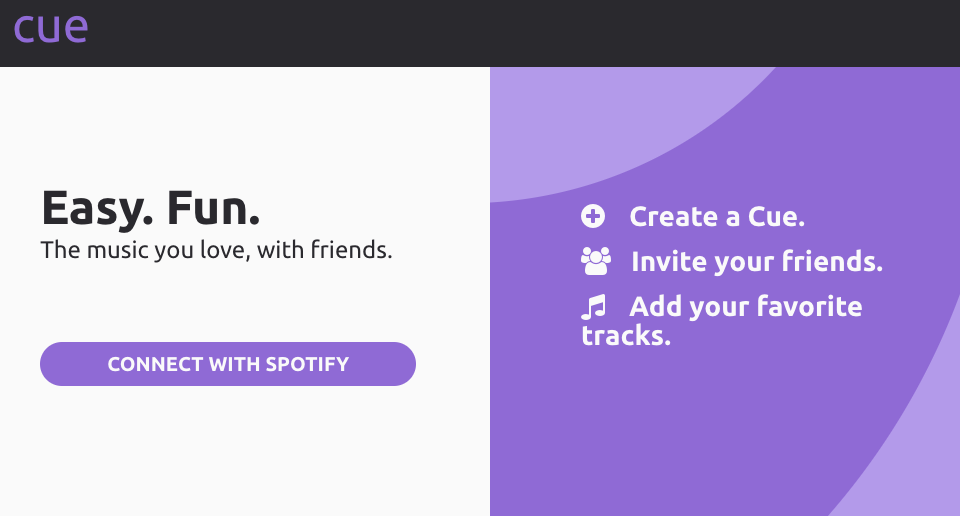 cue
Easy. Fun.
The music you love, with friends.
CONNECT WITH SPOTIFY
Create a Cue.
Invite your friends.
Add your favorite
tracks.